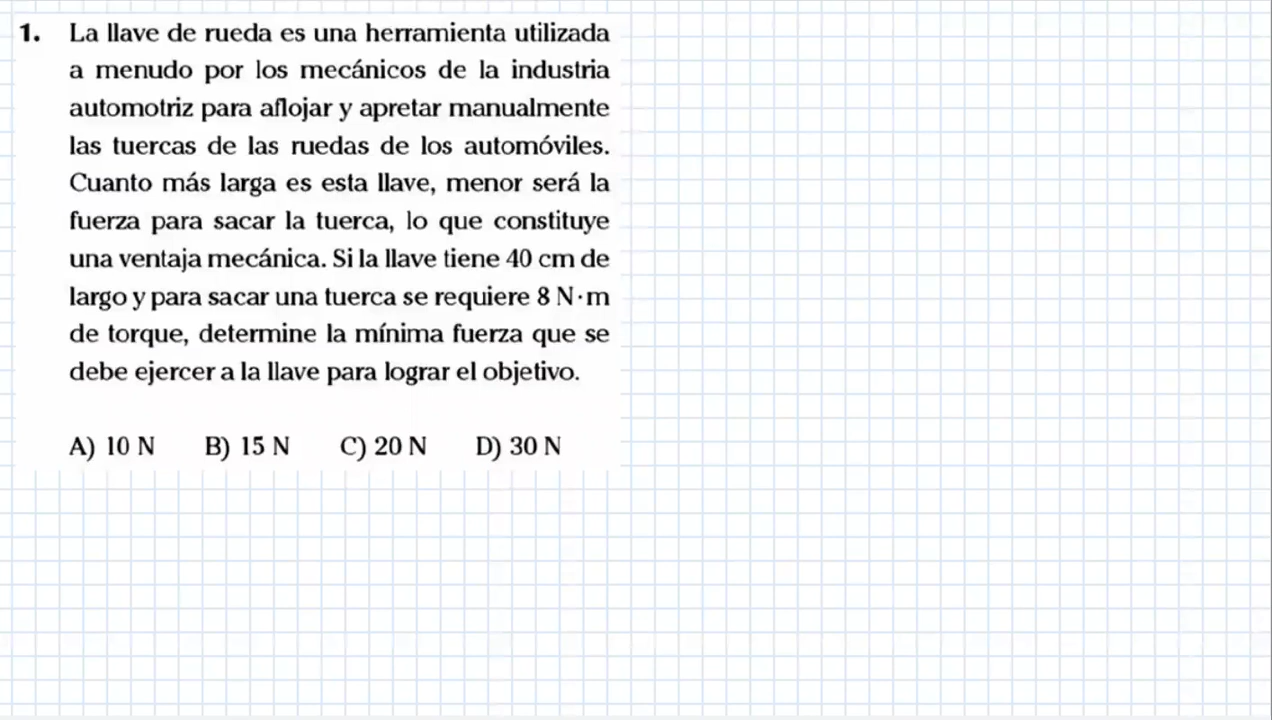 1. La llave de rueda es una herramienta utilizada
a menudo por los mecánicos de la industria
automotriz para aflojar y apretar manualmente
las tuercas de las ruedas de los automóviles.
Cuanto más larga es esta llave, menor será la
fuerza para sacar la tuerca, lo que constituye
una ventaja mecánica. Si la llave tiene 40 cm de
largo y para sacar una tuerca se requiere 8 N·m
de torque, determine la mínima fuerza que se
debe ejercer a la llave para lograr el objetivo.
A) 10 N B) 15 N C) 20 N D) 30 N